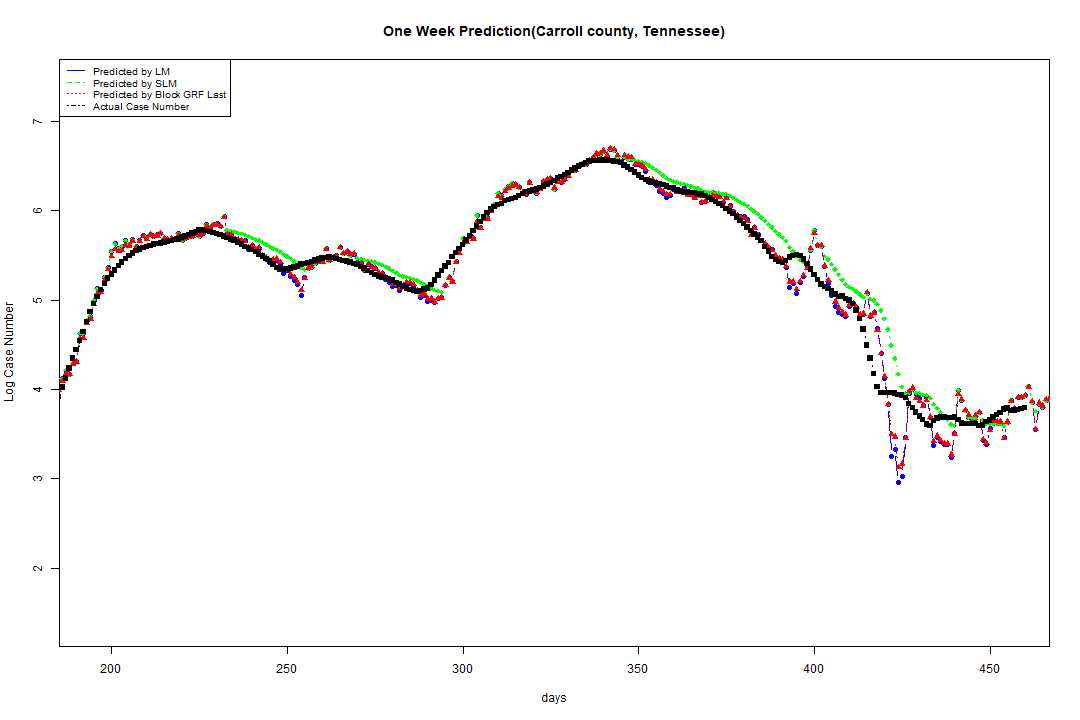 One Week Prediction(Carroll county, Tennessee)
Predicted by LM
Predicted by SLM
Predicted by Block GRF Last
Actual Case Number
7
6
5
4
3
2
Log Case Number
200 250 300 350 400 450
days